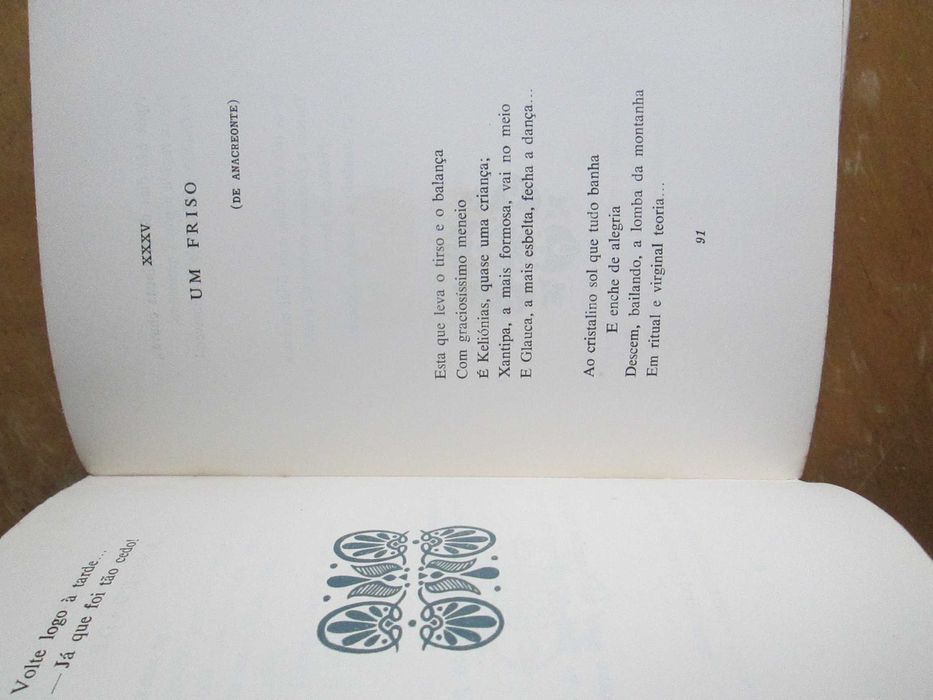 Volte logo à tarde...
— Já que foi tão cedo!
XXXV
UM FRISO
(DE ANACREONTE)
Esta que leva o tirso e o balança
Com graciosíssimo meneio
É Keliónias, quase uma criança;
Xantipa, a mais formosa, vai no meio
E Glauca, a mais esbelta, fecha a dança...
Ao cristalino sol que tudo banha
E enche de alegria
Descem, bailando, a lomba da montanha
Em ritual e virginal teoria...
91